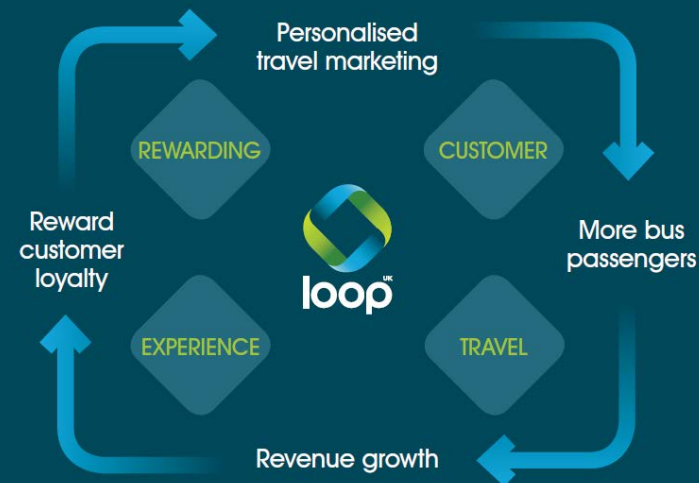 Personalised
travel marketing
REWARDING
CUSTOMER
Reward
customer
loyalty
loop UK
More bus
passengers
EXPERIENCE
TRAVEL
Revenue growth